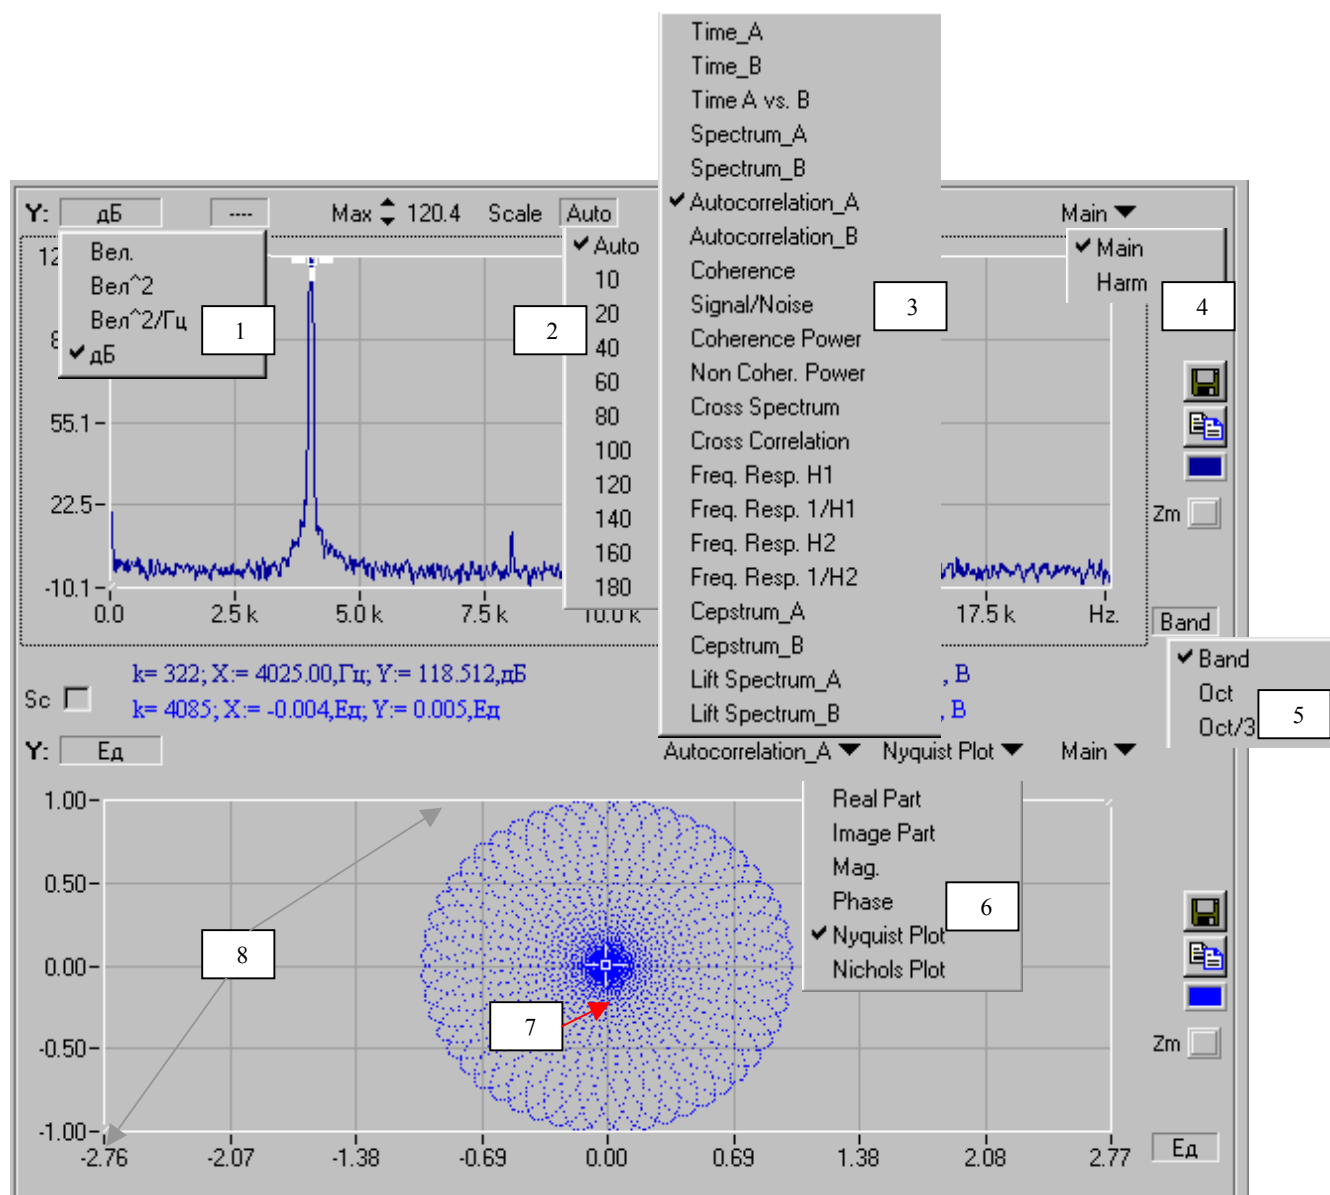 Time_A
Time_B
Time A vs. B
Spectrum_A
Spectrum_B
Autocorrelation_A
Autocorrelation_B
Coherence
Signal/Noise
Coherence Power
Non Coher. Power
Cross Spectrum
Cross Correlation
Freq. Resp. H1
Freq. Resp. 1/H1
Freq. Resp. H2
Freq. Resp. 1/H2
Cepstrum_A
Cepstrum_B
Lift Spectrum_A
Lift Spectrum_B
3
Y: дБ ---- Max 120.4 Scale Auto Main
Вел.
Вел^2
Вел^2/Гц
дБ
1
Auto
10
20
40
60
80
100
120
140
160
180
2
Main
Harm
4
55.1
22.5
-10.1
0.0 2.5 k 5.0 k 7.5 k 10.0 k 17.5 k Hz.
Zm
Band
Band
Oct
Oct/3
5
k= 322; X:= 4025.00,Гц; Y:= 118.512,дБ , В
Sc
k= 4085; X:= -0.004,Ед; Y:= 0.005,Ед , В
Y: Ед Autocorrelation_A Nyquist Plot Main
Real Part
Image Part
Mag.
Phase
Nyquist Plot
Nichols Plot
6
1.00
0.50
0.00
-0.50
-1.00
8
7
Zm
-2.76 -2.07 -1.38 -0.69 0.00 0.69 1.38 2.08 2.77 Ед